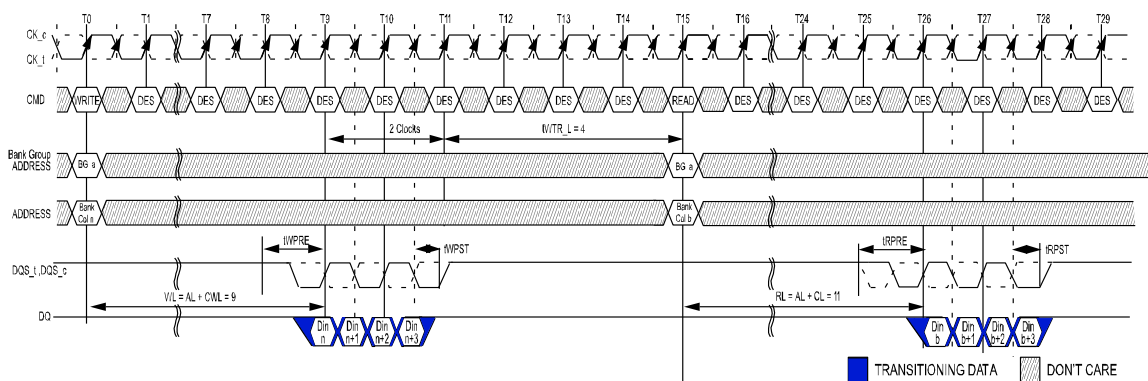 T0 T1 T7 T8 T9 T10 T11 T12 T13 T14 T15 T16 T24 T25 T26 T27 T28 T29
CK_c
CK_t
CMD WRITE DES DES DES DES DES DES DES DES DES READ DES DES DES DES DES DES DES
2 Clocks tWTR_L = 4
Bank Group
ADDRESS BG a BG a
ADDRESS Bank Col n Bank Col b
tWPRE tWPST tRPRE tRPST
DQS_t,DQS_c
WL = AL + CWL = 9 RL = AL + CL = 11
DQ Din n Din n+1 Din n+2 Din n+3 Din b Din b+1 Din b+2 Din b+3
TRANSITIONING DATA DON'T CARE